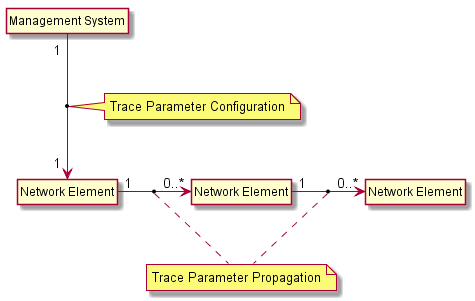 Management System
1
Trace Parameter Configuration
1
Network Element
1
0..*
Network Element
1
0..*
Network Element
Trace Parameter Propagation